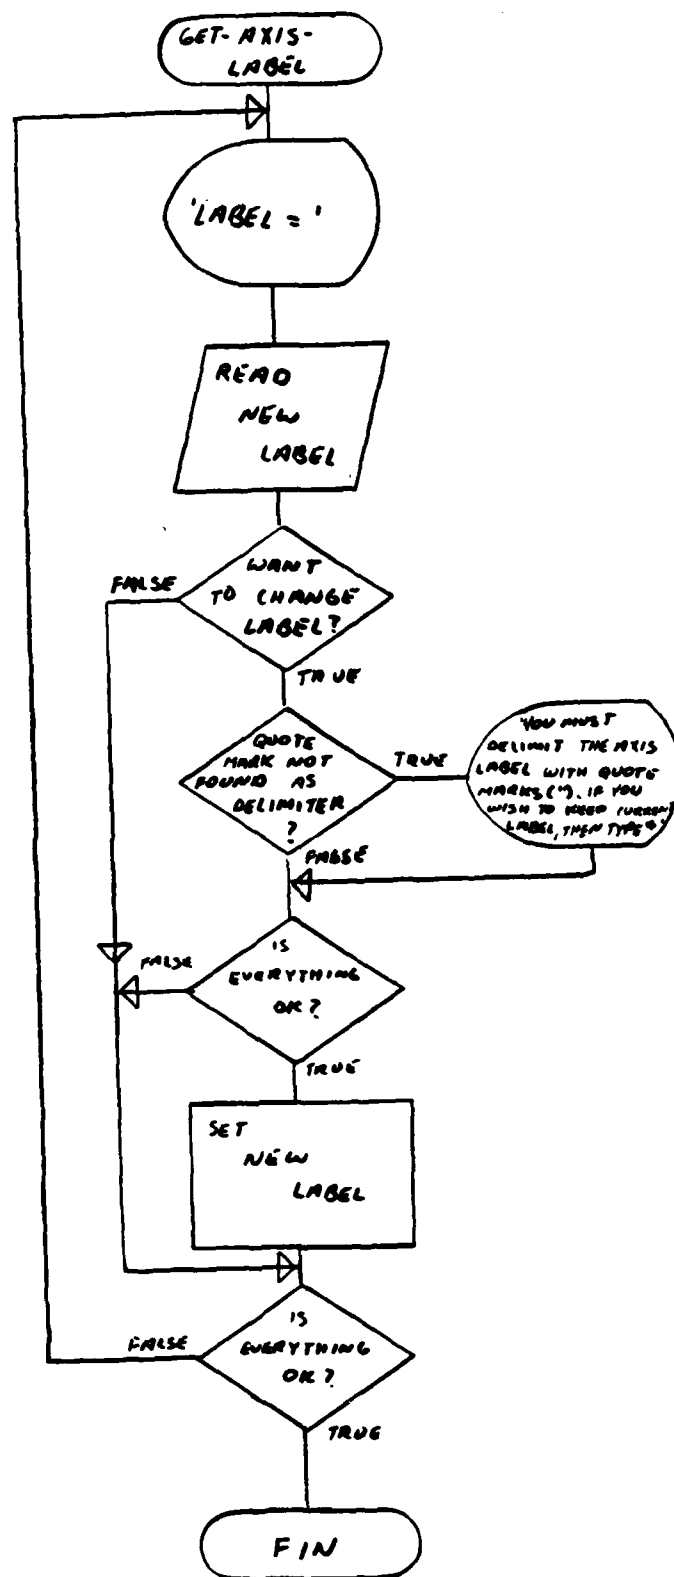 GET-AXIS-
LABEL
'LABEL = '
READ
NEW
LABEL
WANT
TO CHANGE
LABEL?
FALSE
TRUE
QUOTE
MARK NOT
FOUND AS
DELIMITER
?
TRUE
'YOU MUST
DELIMIT THE AXIS
LABEL WITH QUOTE
MARKS ("). IF YOU
WISH TO KEEP CURRENT
LABEL, THEN TYPE
FALSE
IS
EVERYTHING
OK?
FALSE
TRUE
SET
NEW
LABEL
IS
EVERYTHING
OK?
FALSE
TRUE
FIN